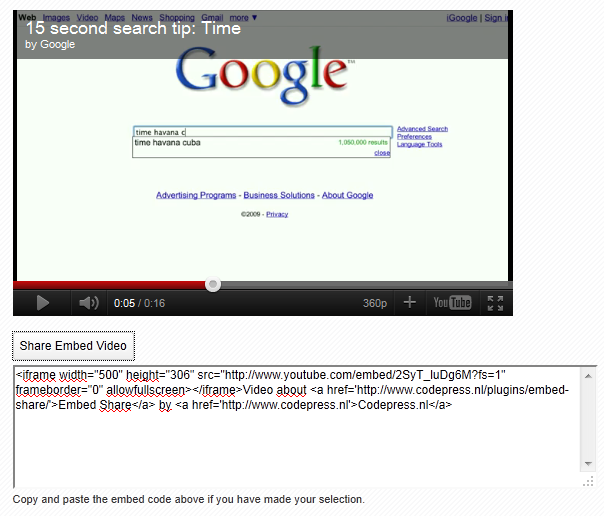 Web Images Videos Maps News Shopping Gmail more ▼ iGoogle | Sign i
15 second search tip: Time
by Google
Google™
time havana c
time havana cuba 1,050,000 results
close
Advanced Search
Preferences
Language Tools
Advertising Programs - Business Solutions - About Google
©2009 - Privacy
0:05 / 0:16 360p YouTube
Share Embed Video
<iframe width="500" height="306" src="http://www.youtube.com/embed/2SyT_IuDg6M?fs=1"
frameborder="0" allowfullscreen></iframe>Video about <a href='http://www.codepress.nl/plugins/embed-
share/'>Embed Share</a> by <a href='http://www.codepress.nl'>Codepress.nl</a>
Copy and paste the embed code above if you have made your selection.